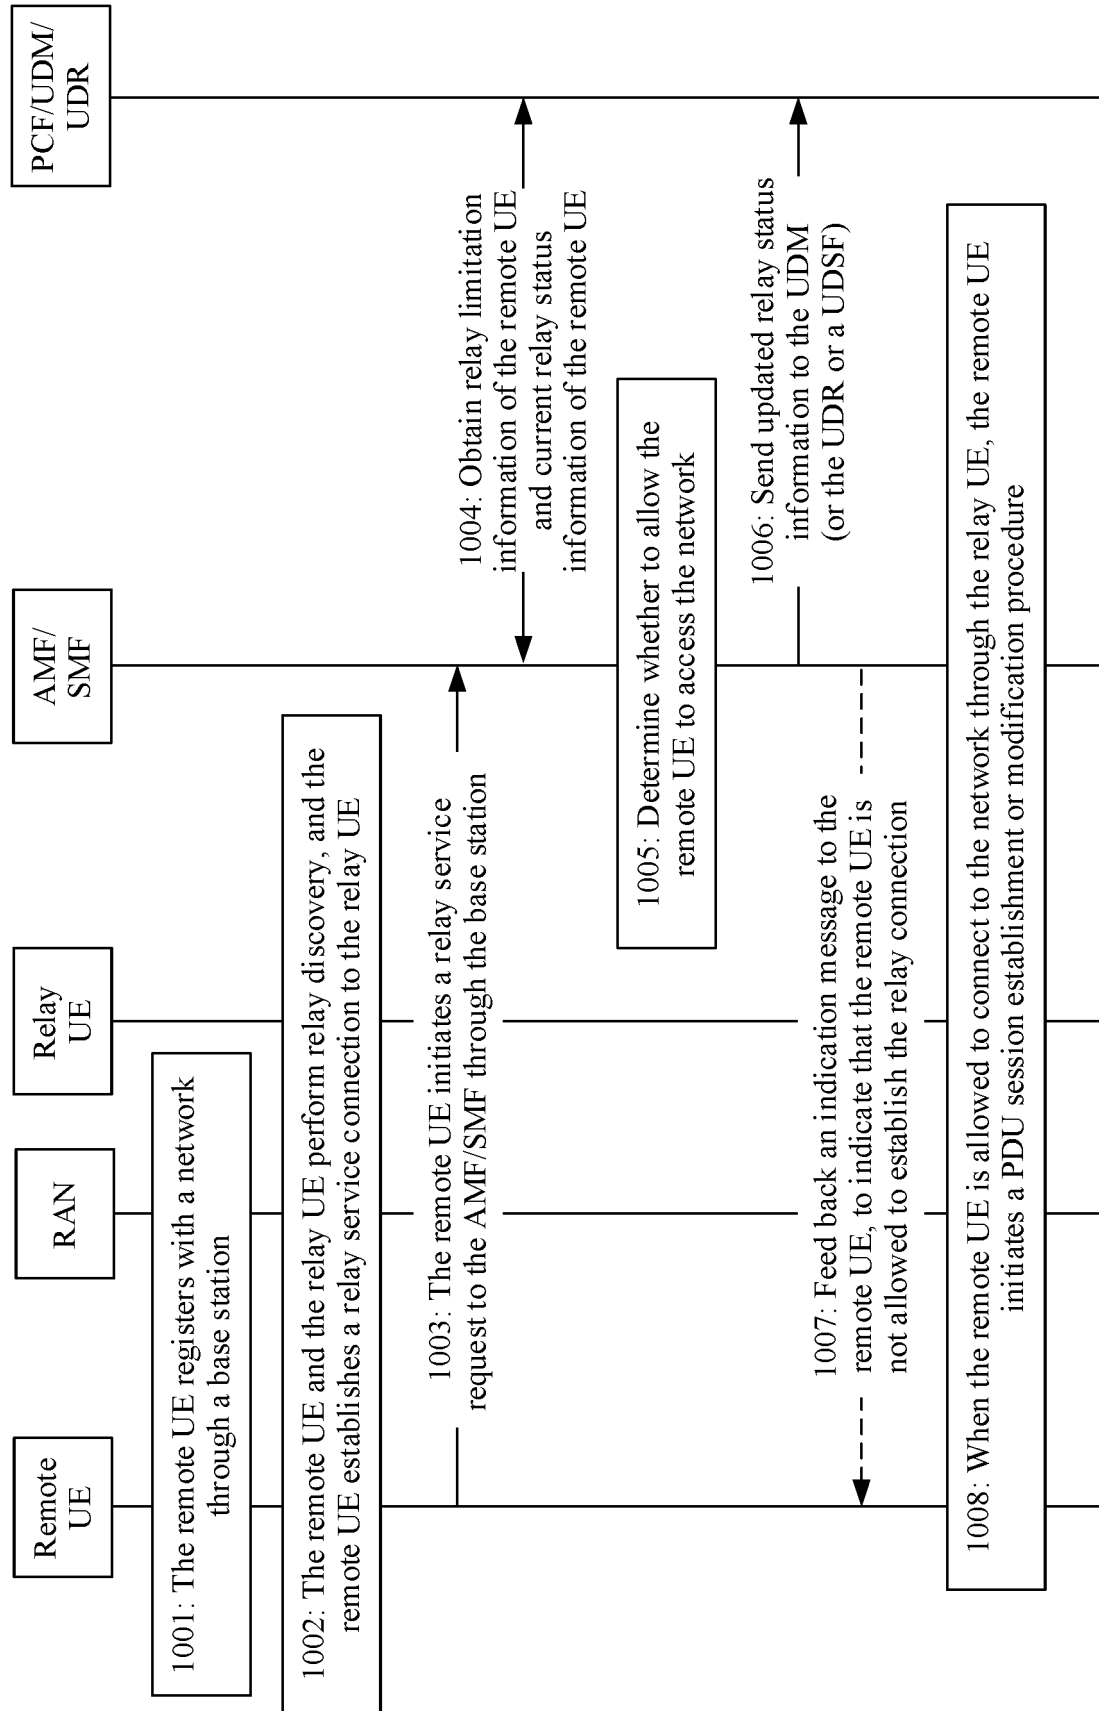 Remote
UE
RAN
Relay
UE
AMF/
SMF
PCF/UDM/
UDR
1001: The remote UE registers with a network
through a base station
1002: The remote UE and the relay UE perform relay discovery, and the
remote UE establishes a relay service connection to the relay UE
1003: The remote UE initiates a relay service
request to the AMF/SMF through the base station
1004: Obtain relay limitation
information of the remote UE
and current relay status
information of the remote UE
1005: Determine whether to allow the
remote UE to access the network
1006: Send updated relay status
information to the UDM
(or the UDR or a UDSF)
1007: Feed back an indication message to the
remote UE, to indicate that the remote UE is
not allowed to establish the relay connection
1008: When the remote UE is allowed to connect to the network through the relay UE, the remote UE
initiates a PDU session establishment or modification procedure